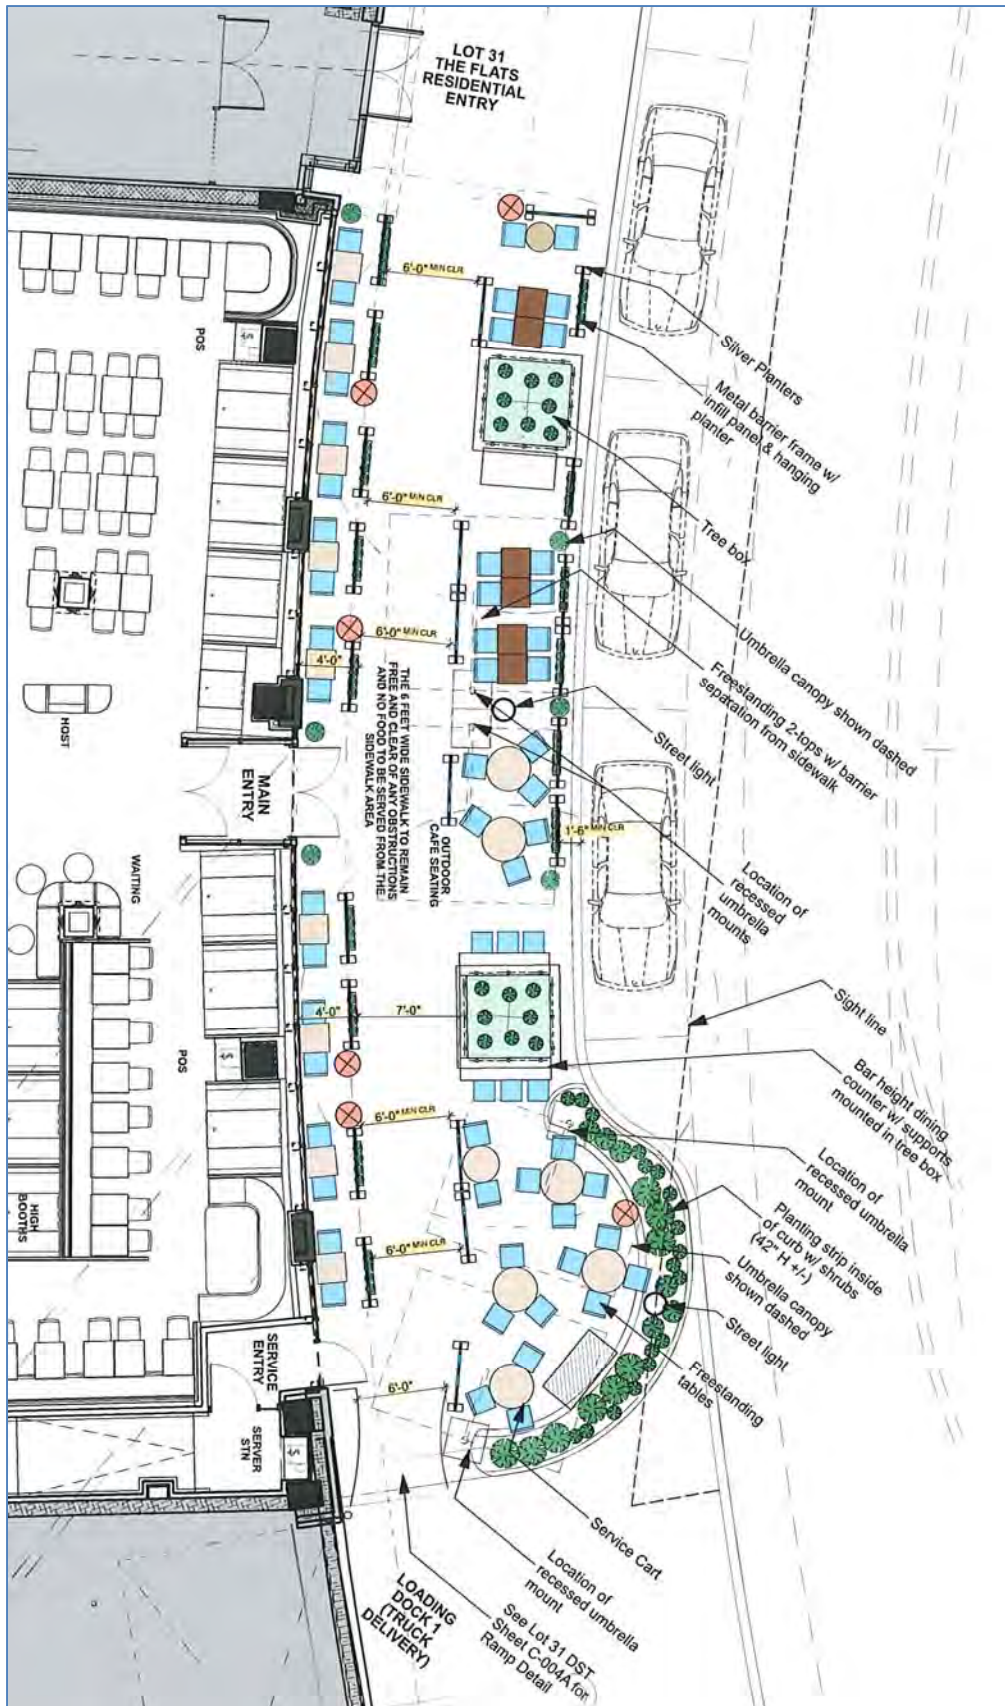 LOT 31
THE FLATS
RESIDENTIAL
ENTRY
6'-0" MIN CLR
POS
Silver Planters
Metal barrier frame w/
infill panel & hanging
planter
6'-0" MIN CLR
Tree box
6'-0" MIN CLR
4'-0"
Umbrella canopy shown dashed
Freestanding 2-tops w/ barrier
separation from sidewalk
THE 6 FEET WIDE SIDEWALK TO REMAIN
FREE AND CLEAR OF ANY OBSTRUCTIONS
AND NO FOOD TO BE SERVED FROM THE
SIDEWALK AREA
HOST
Street light
MAIN
ENTRY
OUTDOOR
CAFE SEATING
1'-6" MIN CLR
WAITING
Location of
recessed
umbrella
mounts
Sight line
4'-0"
7'-0"
POS
Bar height dining
counter w/ supports
mounted in tree box
6'-0" MIN CLR
Location of
recessed umbrella
mount
HIGH
BOOTHS
Planting strip inside
of curb w/ shrubs
(42" H +/-)
6'-0" MIN CLR
Umbrella canopy
shown dashed
Street light
SERVICE
ENTRY
6'-0"
Freestanding
tables
SERVER
STN
Service Cart
Location of
recessed umbrella
mount
LOADING
DOCK 1
(TRUCK
DELIVERY)
See Lot 31 DST
Sheet C-004A for
Ramp Detail